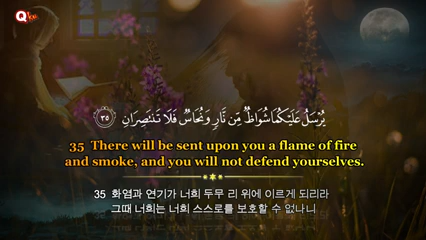 Q
يُرْسَلُ عَلَيْكُمَا شُوَاظٌ مِّن نَّارٍ وَنُحَاسٌ فَلَا تَنتَصِرَانِ ٣٥
35 There will be sent upon you a flame of fire
and smoke, and you will not defend yourselves.
35 화염과 연기가 너희 두무 리 위에 이르게 되리라
그때 너희는 너희 스스로를 보호할 수 없나니